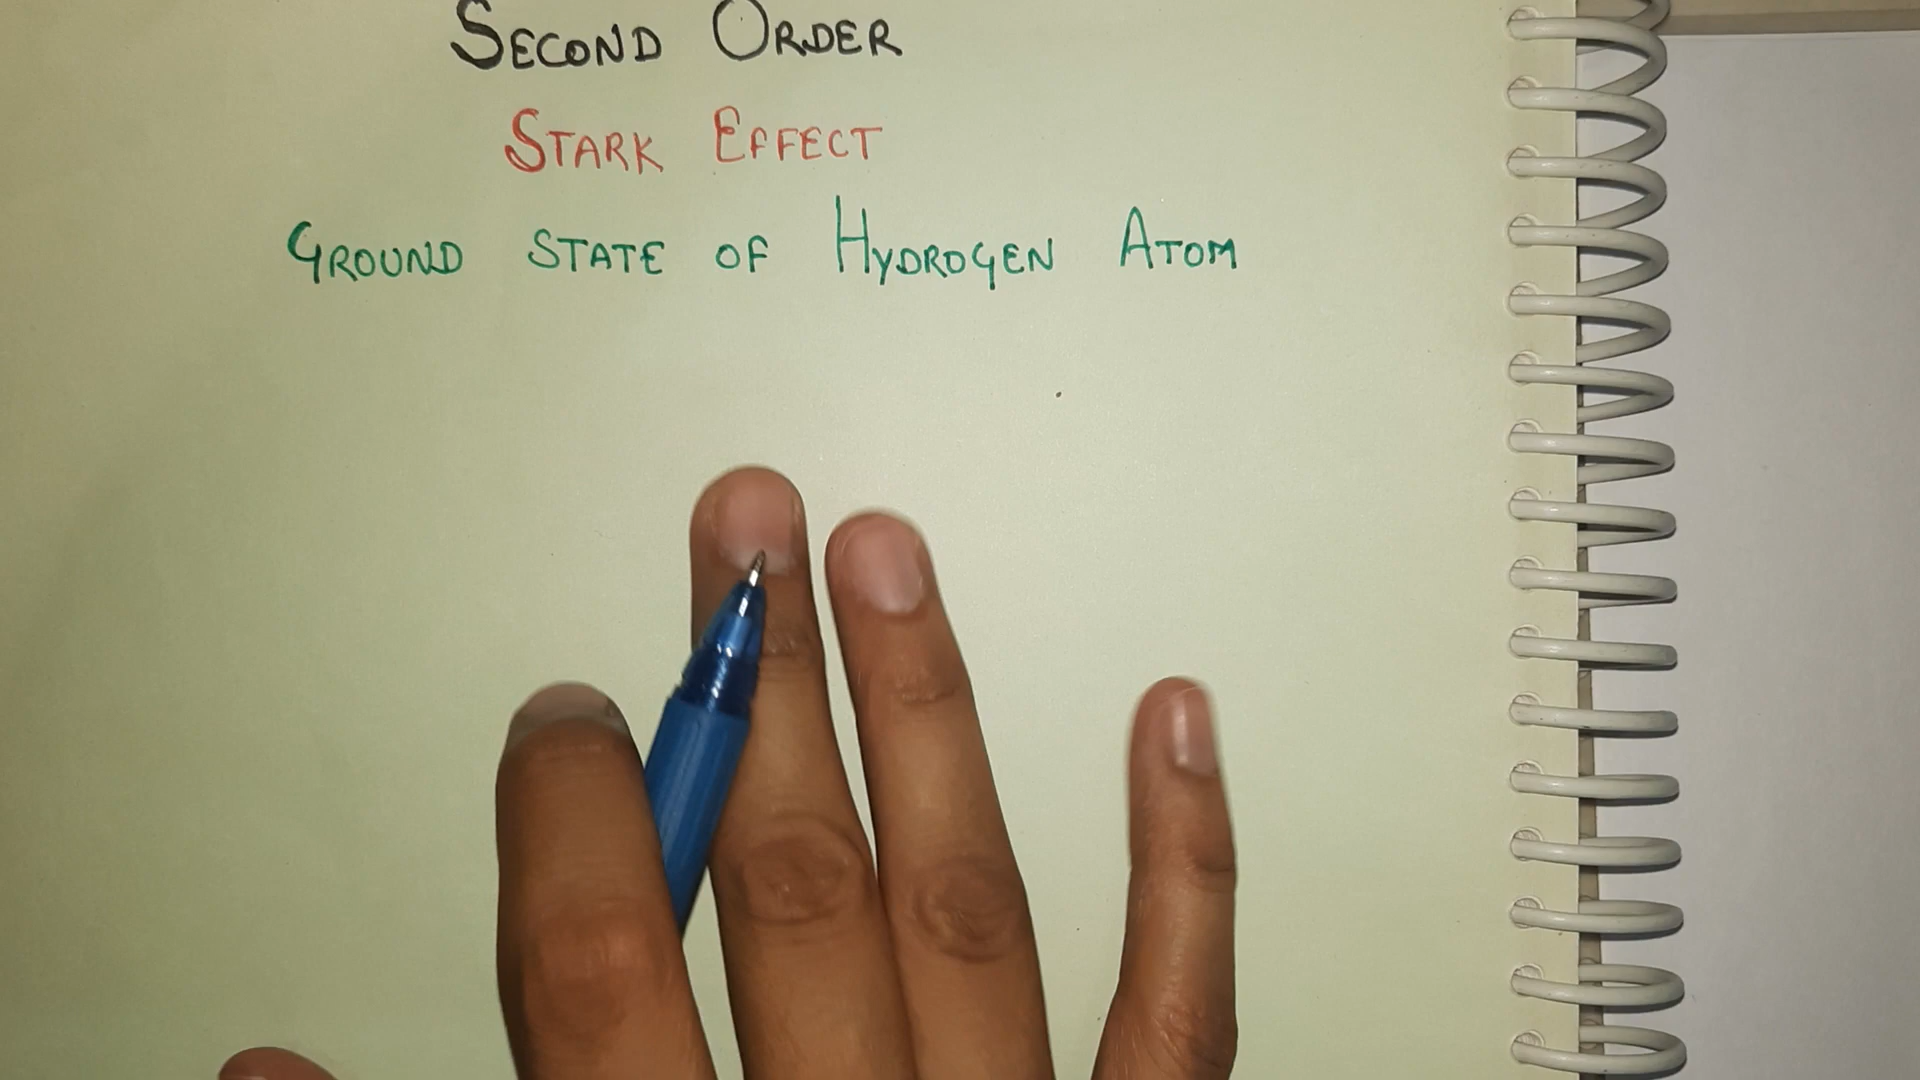 SECOND ORDER
STARK EFFECT
GROUND STATE OF HYDROGEN ATOM